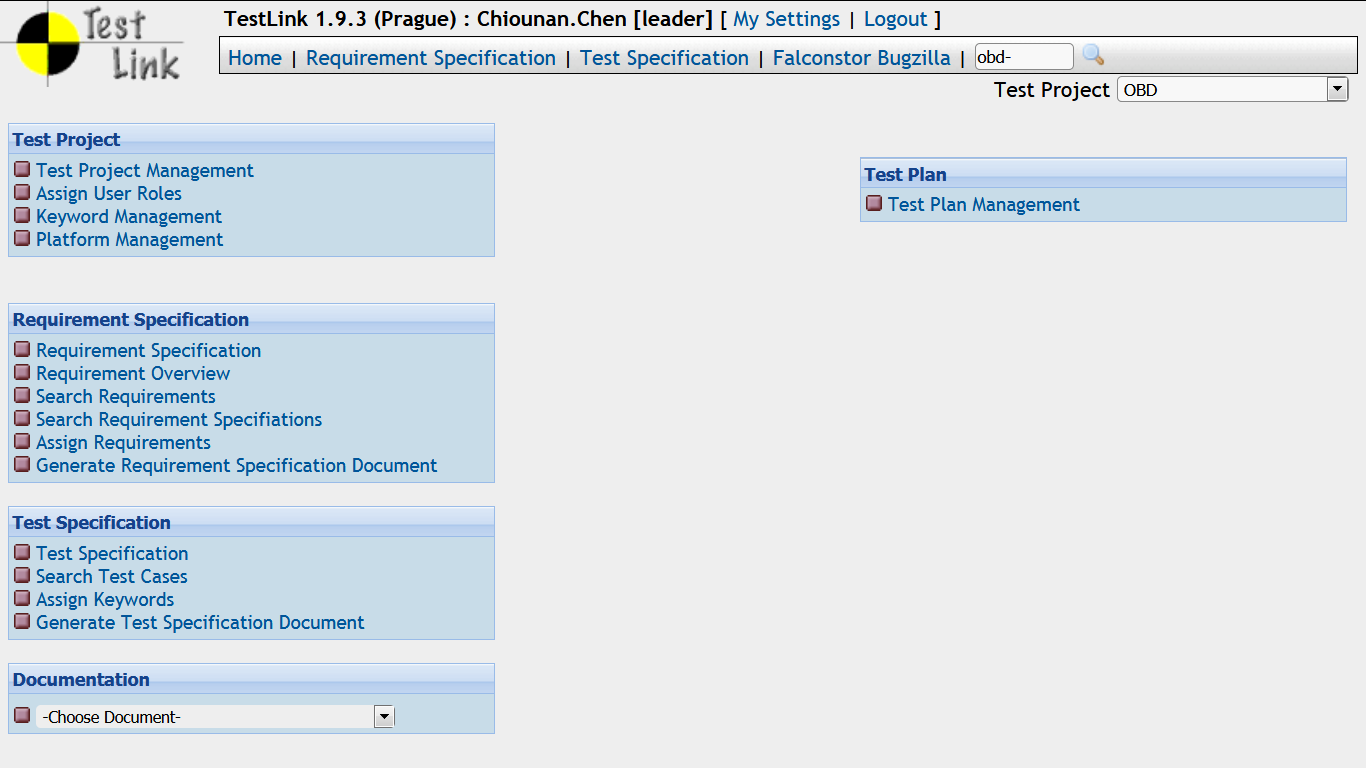 Test Link
TestLink 1.9.3 (Prague) : Chiounan.Chen [leader] [ My Settings | Logout ]
Home | Requirement Specification | Test Specification | Falconstor Bugzilla | obd-
Test Project OBD
Test Project
Test Project Management
Assign User Roles
Keyword Management
Platform Management
Test Plan
Test Plan Management
Requirement Specification
Requirement Specification
Requirement Overview
Search Requirements
Search Requirement Specifiations
Assign Requirements
Generate Requirement Specification Document
Test Specification
Test Specification
Search Test Cases
Assign Keywords
Generate Test Specification Document
Documentation
-Choose Document-